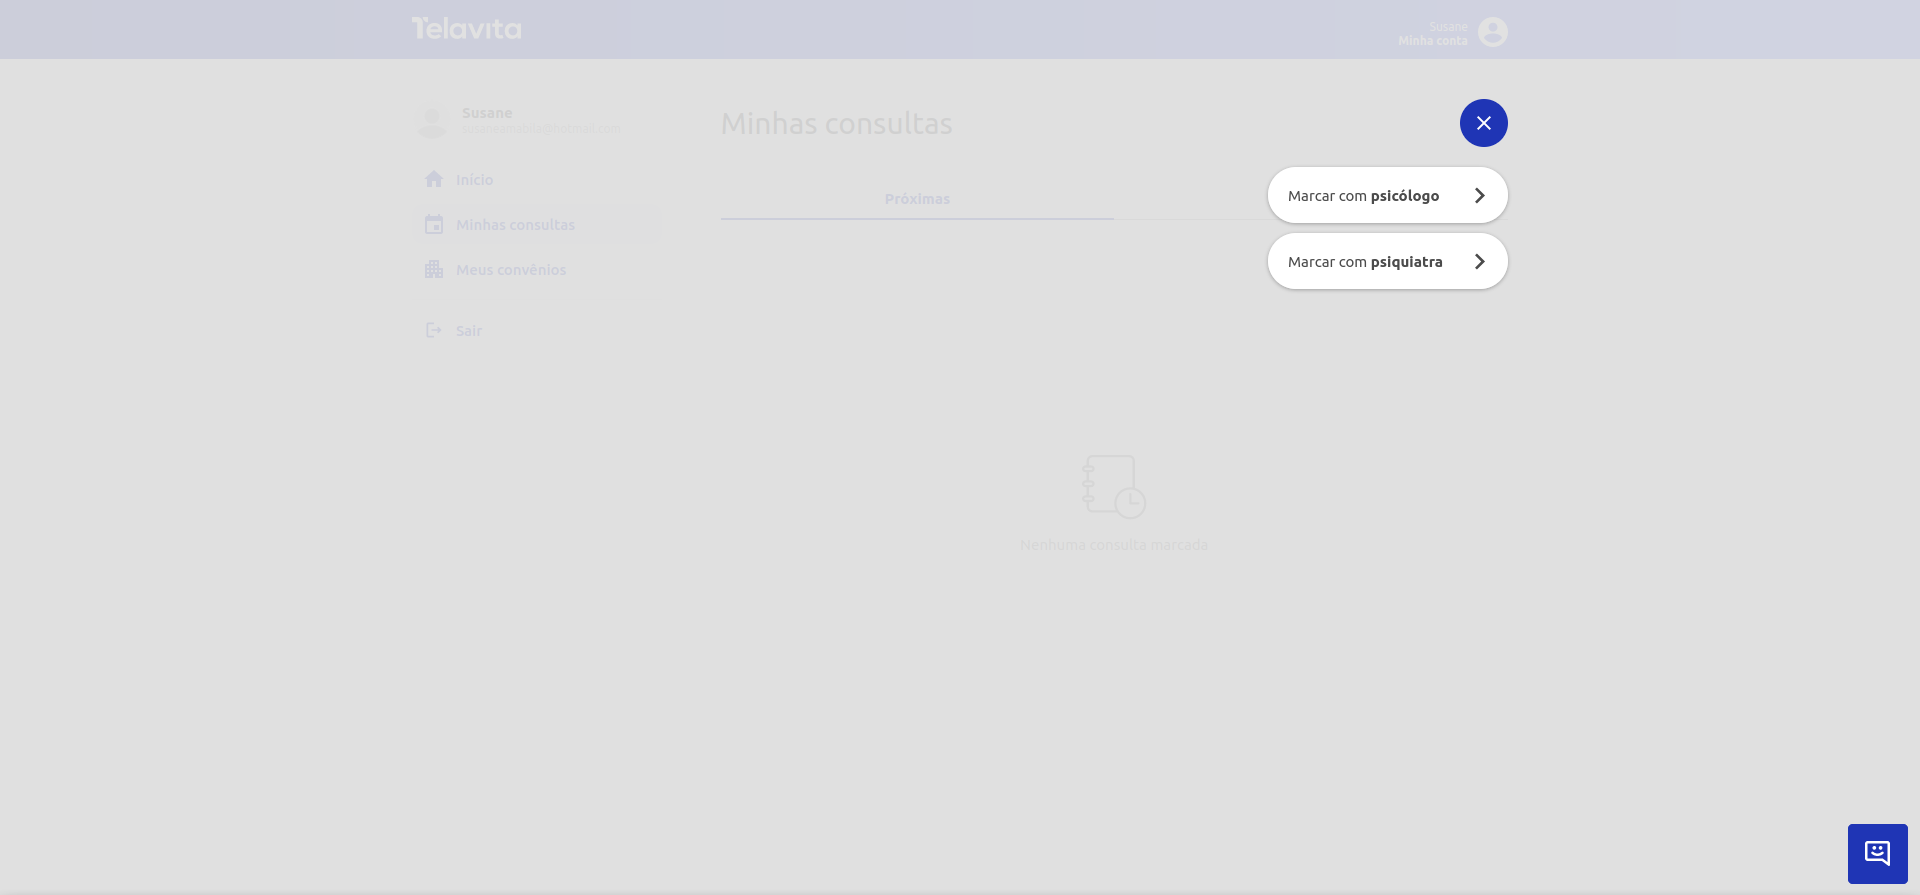 Telavita
Susane
Minha conta
Susane
Minhas consultas
Início
Marcar com psicólogo
Próximas
Minhas consultas
Marcar com psiquiatra
Meus convênios
Sair
Nenhuma consulta marcada